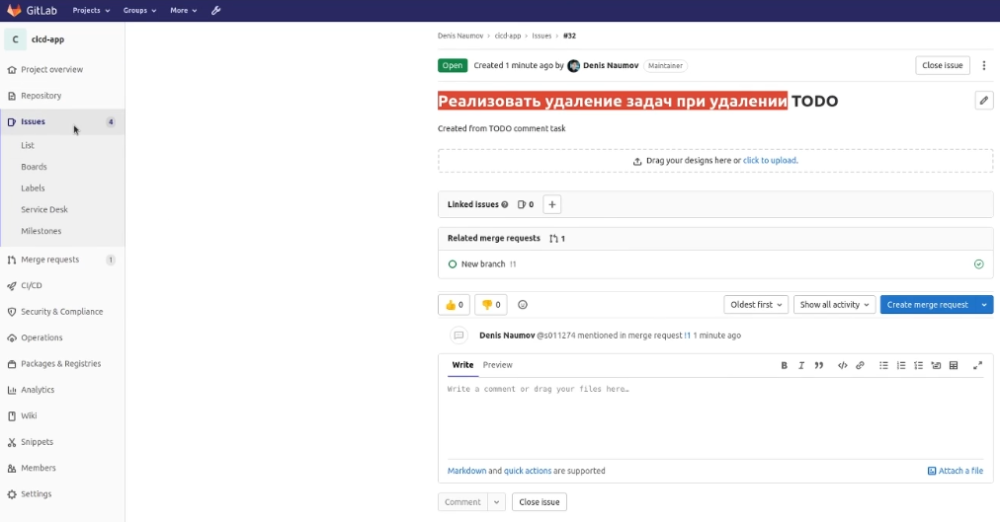 GitLab
Projects
Groups
More
C
cicd-app
Project overview
Repository
Issues
4
List
Boards
Labels
Service Desk
Milestones
Merge requests
1
CI/CD
Security & Compliance
Operations
Packages & Registries
Analytics
Wiki
Snippets
Members
Settings
Denis Naumov › cicd-app › Issues › #32
Open Created 1 minute ago by Denis Naumov Maintainer
Close issue
Реализовать удаление задач при удалении TODO
Created from TODO comment task
Drag your designs here or click to upload.
Linked issues 0 +
Related merge requests 1
New branch !1
0
0
Oldest first
Show all activity
Create merge request
Denis Naumov @s011274 mentioned in merge request !1 1 minute ago
Write Preview
B I
Write a comment or drag your files here…
Markdown and quick actions are supported
Attach a file
Comment
Close issue